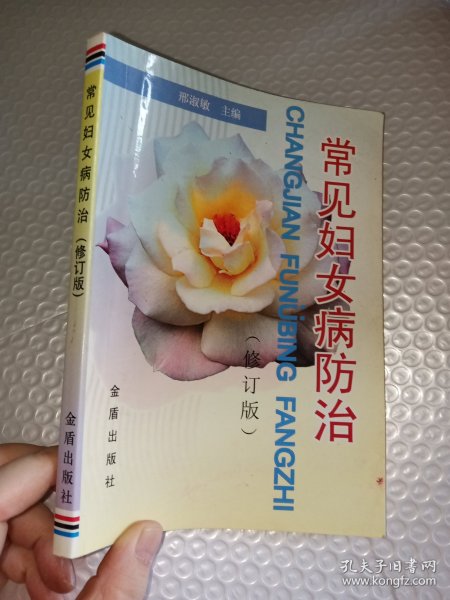 常见妇女病防治
(修订版)
金盾出版社
邢淑敏 主编
CHANGJIAN FUNÜBING FANGZHI
常见妇女病防治
(修订版)
金盾出版社
孔夫子旧书网
www.kongfz.com